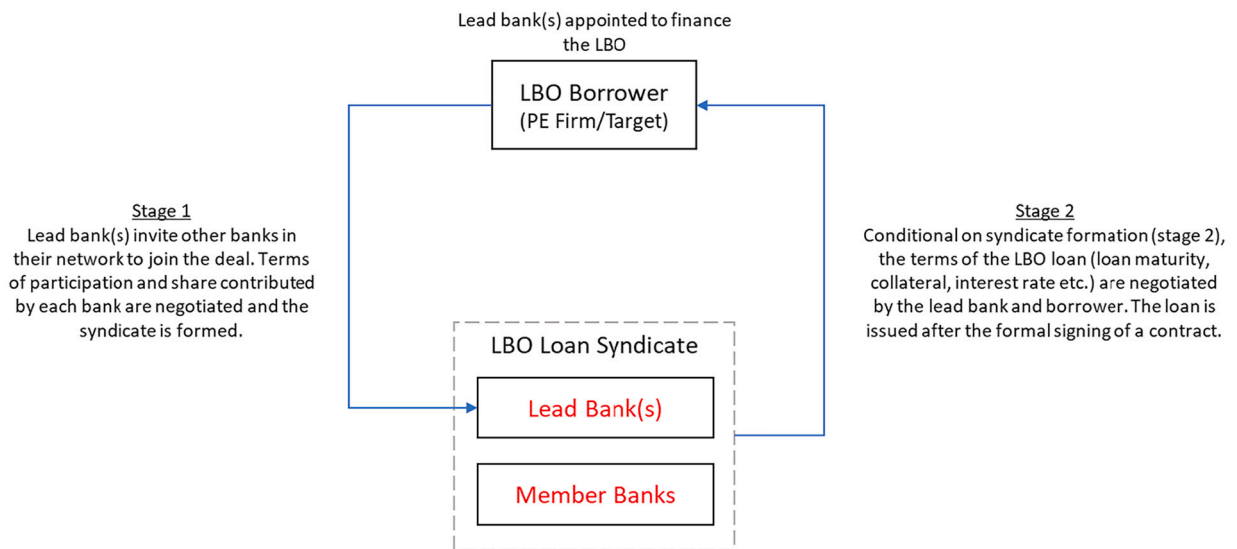 Lead bank(s) appointed to finance
the LBO
LBO Borrower
(PE Firm/Target)
Stage 1
Lead bank(s) invite other banks in
their network to join the deal. Terms
of participation and share contributed
by each bank are negotiated and the
syndicate is formed.
Stage 2
Conditional on syndicate formation (stage 2),
the terms of the LBO loan (loan maturity,
collateral, interest rate etc.) are negotiated
by the lead bank and borrower. The loan is
issued after the formal signing of a contract.
LBO Loan Syndicate
Lead Bank(s)
Member Banks